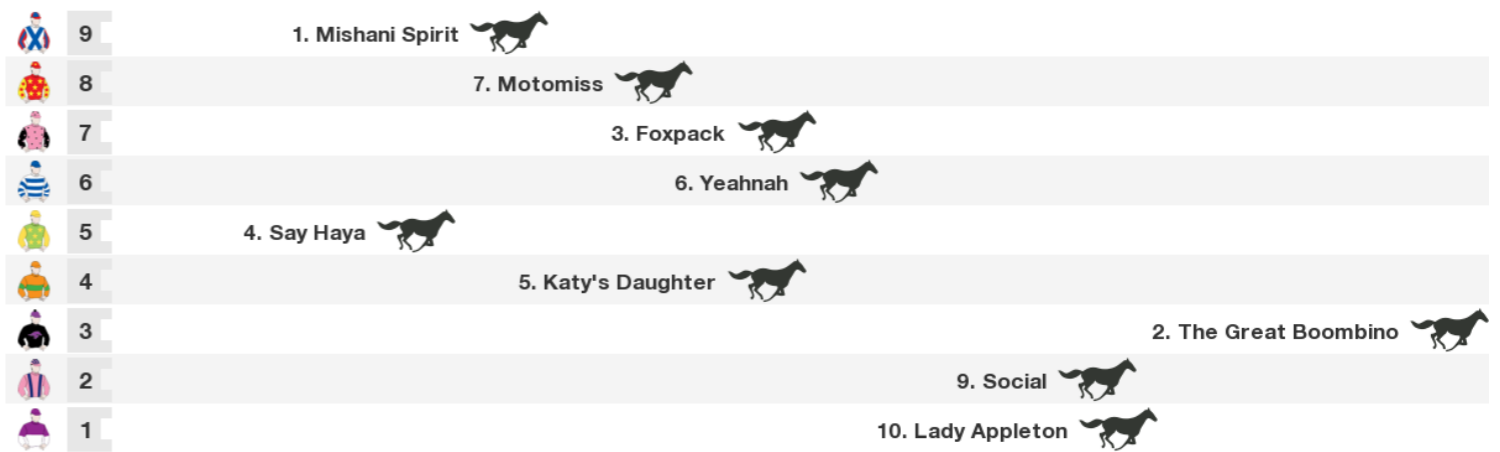 9 1. Mishani Spirit
8 7. Motomiss
7 3. Foxpack
6 6. Yeahnah
5 4. Say Haya
4 5. Katy's Daughter
3 2. The Great Boombino
2 9. Social
1 10. Lady Appleton